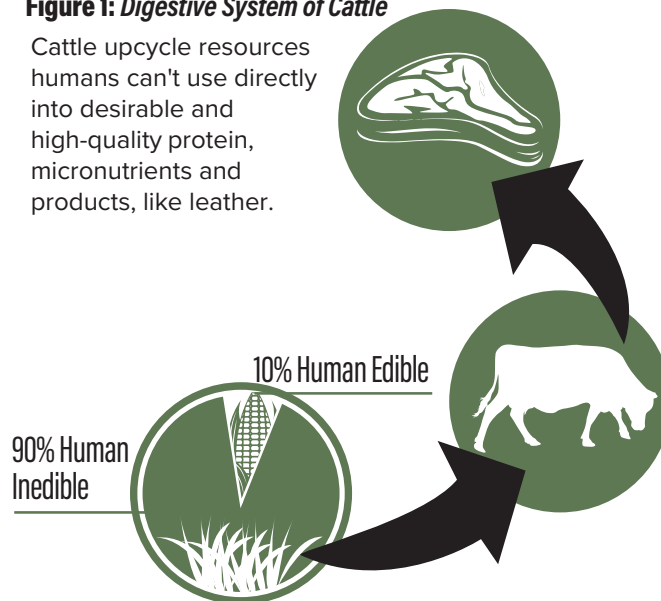 Figure 1: Digestive System of Cattle
Cattle upcycle resources
humans can't use directly
into desirable and
high-quality protein,
micronutrients and
products, like leather.
10% Human Edible
90% Human
Inedible